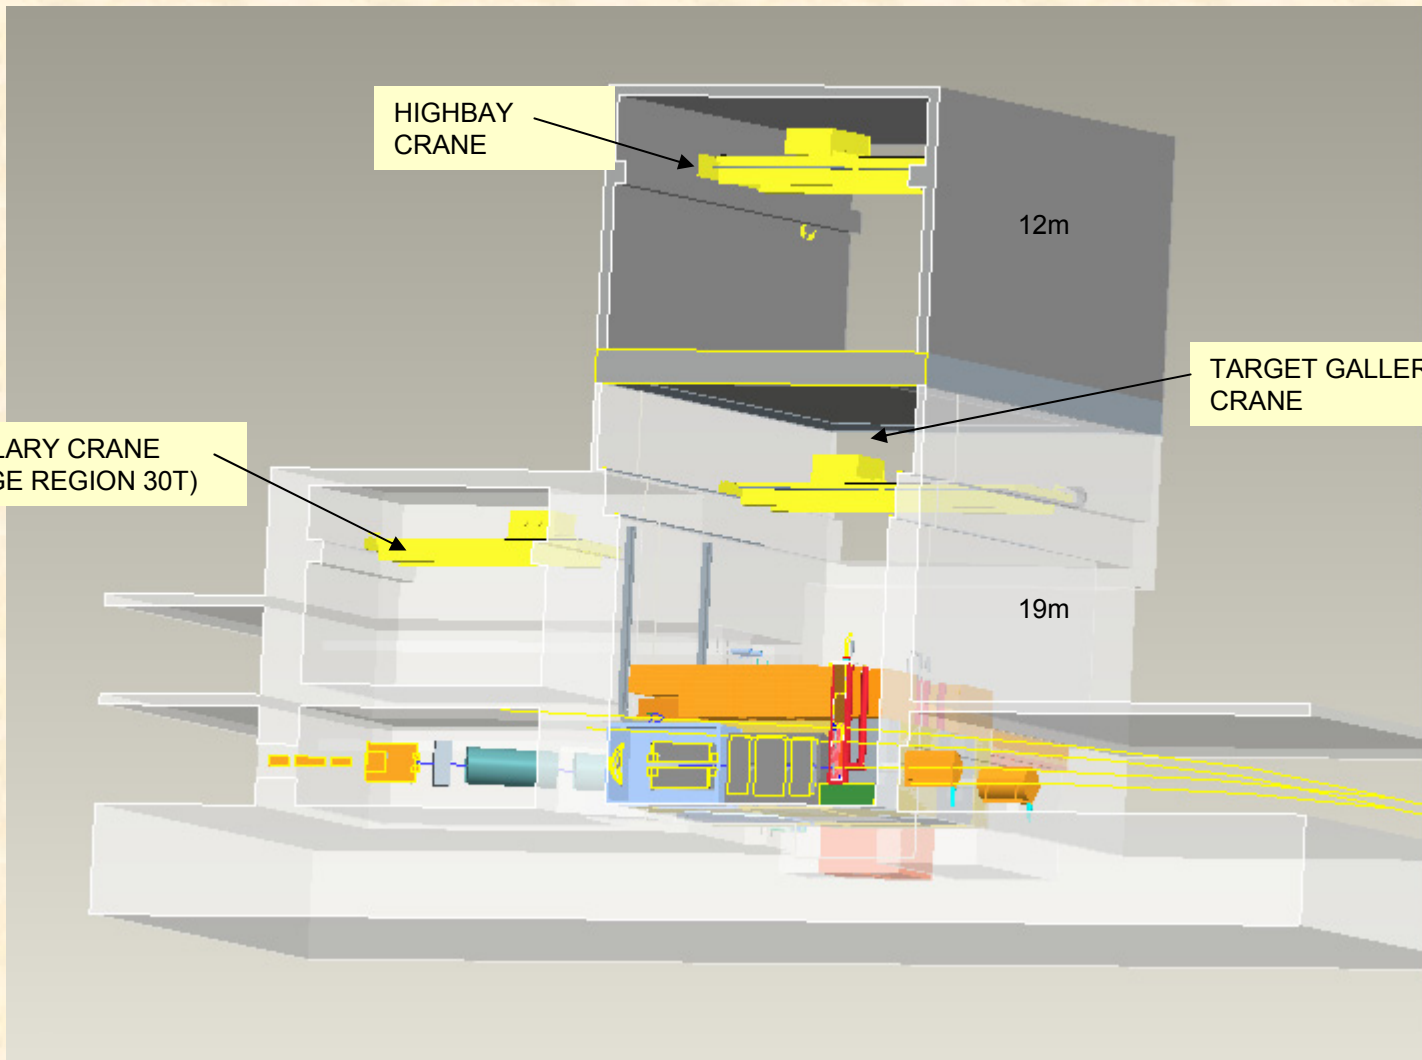 HIGHBAY
CRANE
12m
TARGET GALLER
CRANE
LARY CRANE
GE REGION 30T)
19m